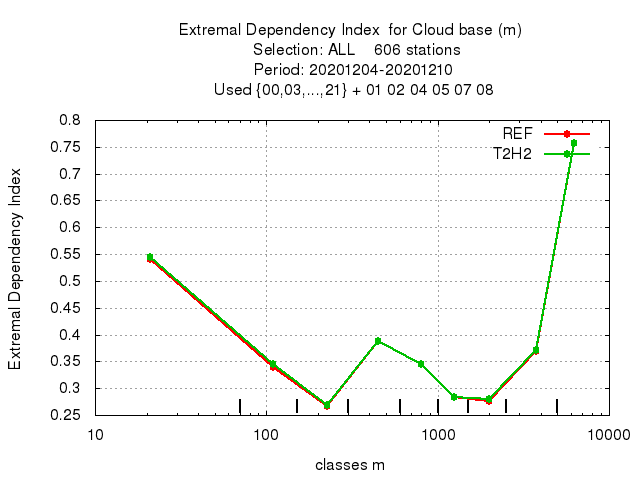 Extremal Dependency Index  for Cloud base (m)
Selection: ALL    606 stations
Period: 20201204-20201210
Used {00,03,...,21} + 01 02 04 05 07 08
REF
T2H2
0.8
0.75
0.7
0.65
0.6
0.55
0.5
0.45
0.4
0.35
0.3
0.25
Extremal Dependency Index
10 100 1000 10000
classes m